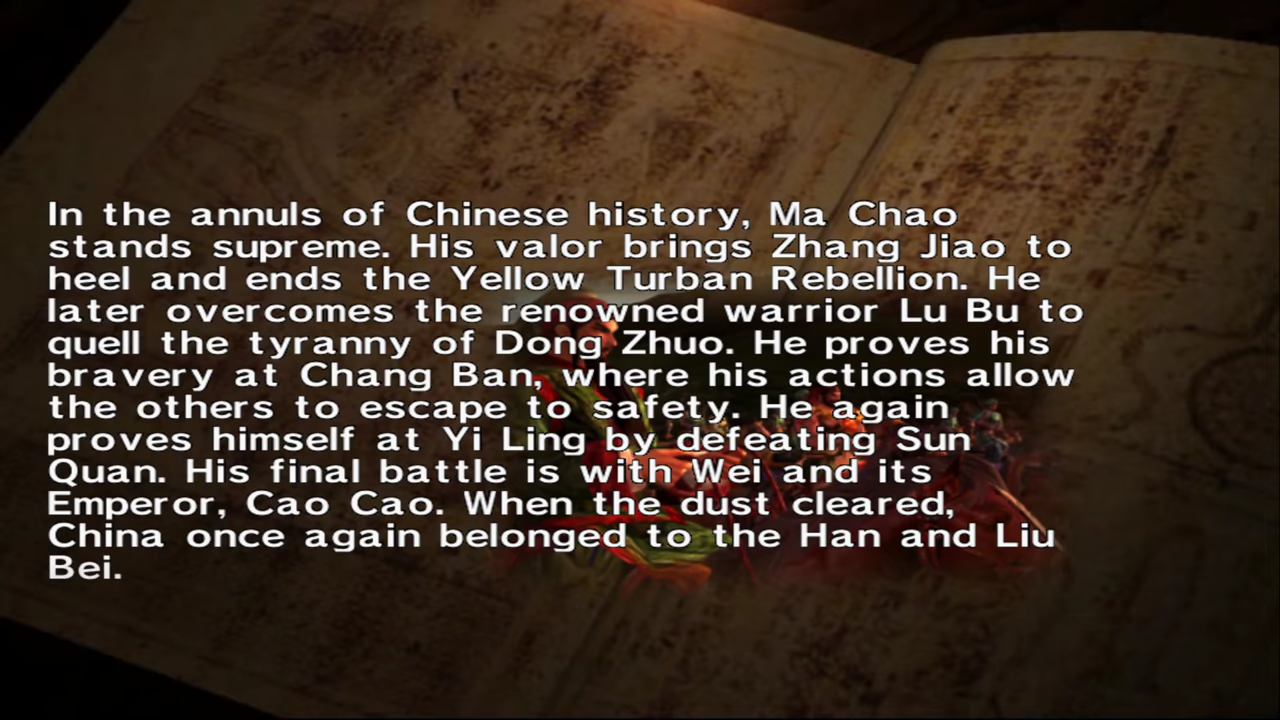 In the annuls of Chinese history, Ma Chao
stands supreme. His valor brings Zhang Jiao to
heel and ends the Yellow Turban Rebellion. He
later overcomes the renowned warrior Lu Bu to
quell the tyranny of Dong Zhuo. He proves his
bravery at Chang Ban, where his actions allow
the others to escape to safety. He again
proves himself at Yi Ling by defeating Sun
Quan. His final battle is with Wei and its
Emperor, Cao Cao. When the dust cleared,
China once again belonged to the Han and Liu
Bei.